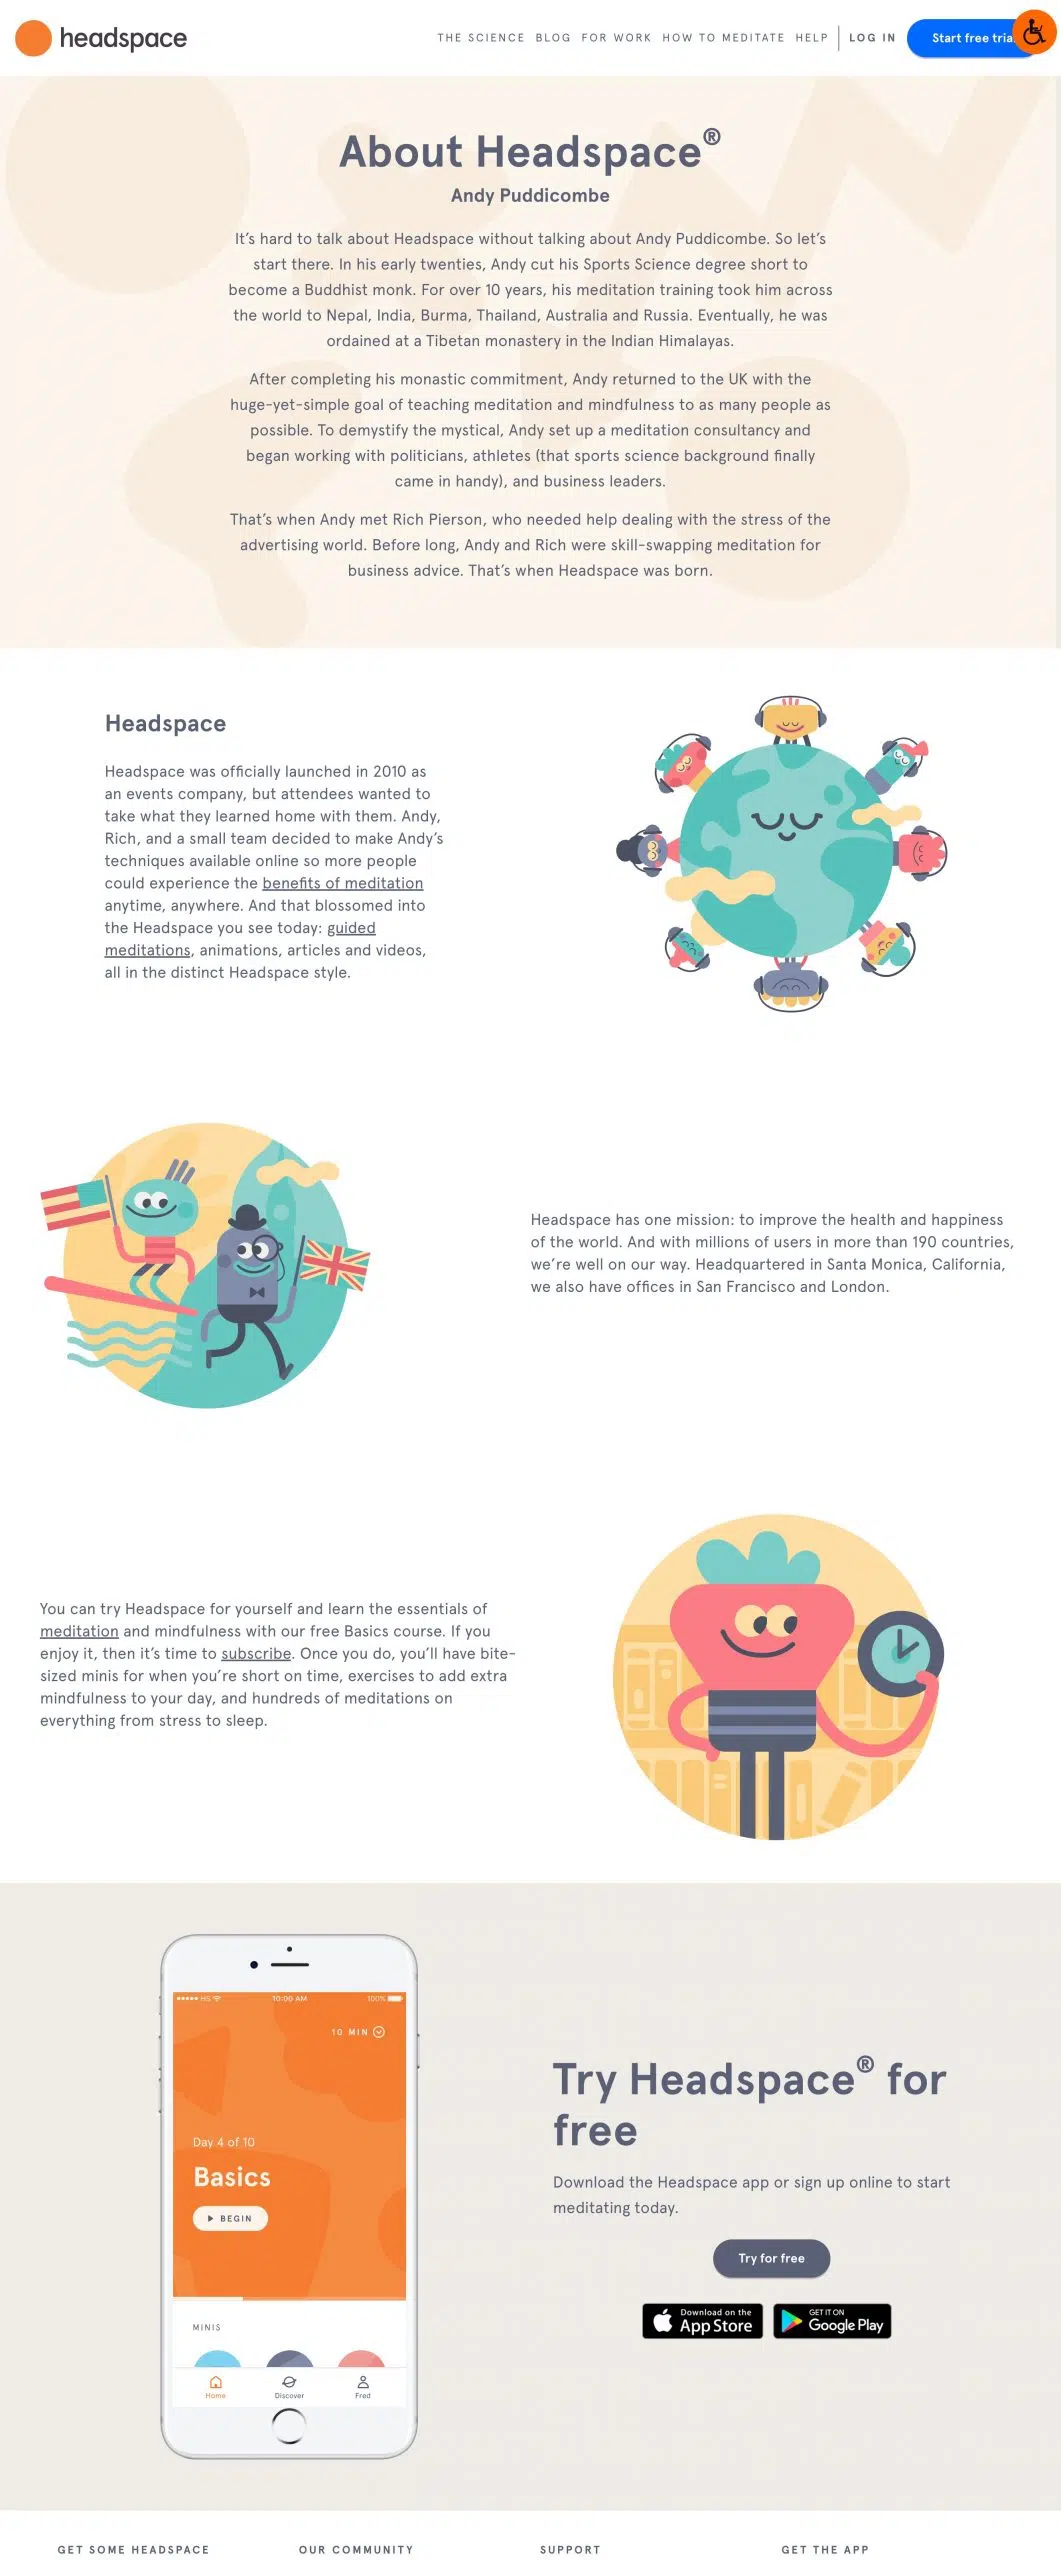 headspace
THE SCIENCE BLOG FOR WORK HOW TO MEDITATE HELP LOG IN Start free tria
About Headspace®
Andy Puddicombe
It’s hard to talk about Headspace without talking about Andy Puddicombe. So let’s
start there. In his early twenties, Andy cut his Sports Science degree short to
become a Buddhist monk. For over 10 years, his meditation training took him across
the world to Nepal, India, Burma, Thailand, Australia and Russia. Eventually, he was
ordained at a Tibetan monastery in the Indian Himalayas.
After completing his monastic commitment, Andy returned to the UK with the
huge-yet-simple goal of teaching meditation and mindfulness to as many people as
possible. To demystify the mystical, Andy set up a meditation consultancy and
began working with politicians, athletes (that sports science background finally
came in handy), and business leaders.
That’s when Andy met Rich Pierson, who needed help dealing with the stress of the
advertising world. Before long, Andy and Rich were skill-swapping meditation for
business advice. That’s when Headspace was born.
Headspace
Headspace was officially launched in 2010 as
an events company, but attendees wanted to
take what they learned home with them. Andy,
Rich, and a small team decided to make Andy’s
techniques available online so more people
could experience the benefits of meditation
anytime, anywhere. And that blossomed into
the Headspace you see today: guided
meditations, animations, articles and videos,
all in the distinct Headspace style.
Headspace has one mission: to improve the health and happiness
of the world. And with millions of users in more than 190 countries,
we’re well on our way. Headquartered in Santa Monica, California,
we also have offices in San Francisco and London.
You can try Headspace for yourself and learn the essentials of
meditation and mindfulness with our free Basics course. If you
enjoy it, then it’s time to subscribe. Once you do, you’ll have bite-
sized minis for when you’re short on time, exercises to add extra
mindfulness to your day, and hundreds of meditations on
everything from stress to sleep.
HS 10:00 AM 100%
10 MIN
Day 4 of 10
Basics
BEGIN
MINIS
Home Discover Fred
Try Headspace® for
free
Download the Headspace app or sign up online to start
meditating today.
Try for free
Download on the
App Store
GET IT ON
Google Play
GET SOME HEADSPACE OUR COMMUNITY SUPPORT GET THE APP